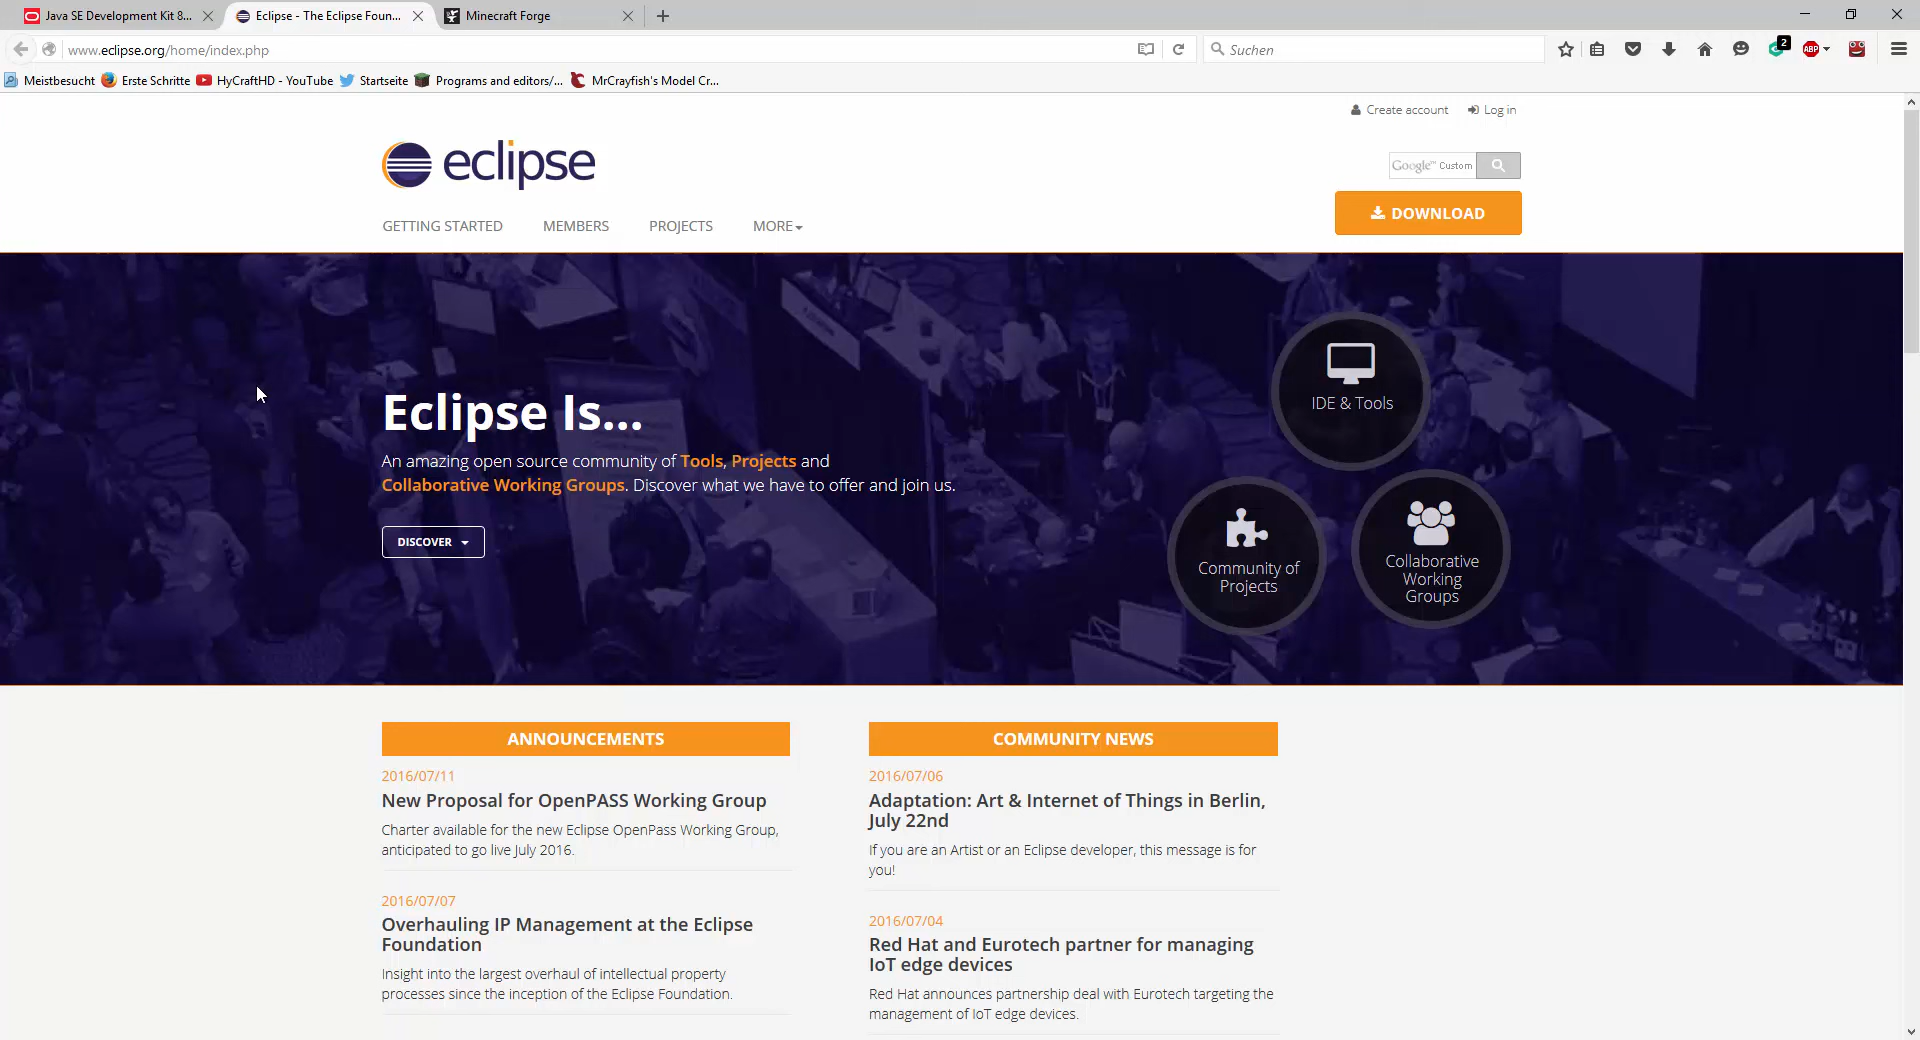 Java SE Development Kit 8...
Eclipse - The Eclipse Foun...
Minecraft Forge
www.eclipse.org/home/index.php
Suchen
2
ABP
Meistbesucht
Erste Schritte
HyCraftHD - YouTube
Startseite
Programs and editors/...
MrCrayfish's Model Cr...
Create account
Log in
eclipse
Google™ Custom
DOWNLOAD
GETTING STARTED
MEMBERS
PROJECTS
MORE
Eclipse Is...
An amazing open source community of Tools, Projects and
Collaborative Working Groups. Discover what we have to offer and join us.
DISCOVER
IDE & Tools
Community of
Projects
Collaborative
Working
Groups
ANNOUNCEMENTS
2016/07/11
New Proposal for OpenPASS Working Group
Charter available for the new Eclipse OpenPass Working Group,
anticipated to go live July 2016.
2016/07/07
Overhauling IP Management at the Eclipse
Foundation
Insight into the largest overhaul of intellectual property
processes since the inception of the Eclipse Foundation.
COMMUNITY NEWS
2016/07/06
Adaptation: Art & Internet of Things in Berlin,
July 22nd
If you are an Artist or an Eclipse developer, this message is for
you!
2016/07/04
Red Hat and Eurotech partner for managing
IoT edge devices
Red Hat announces partnership deal with Eurotech targeting the
management of IoT edge devices.